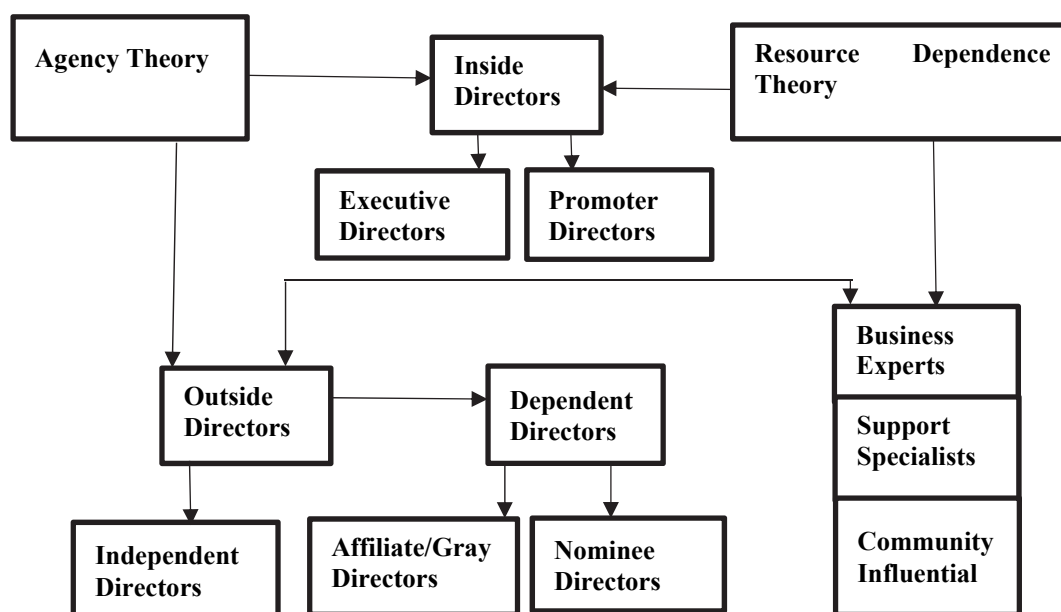 Agency Theory
Inside
Directors
Resource Dependence
Theory
Executive
Directors
Promoter
Directors
Business
Experts
Outside
Directors
Dependent
Directors
Support
Specialists
Independent
Directors
Affiliate/Gray
Directors
Nominee
Directors
Community
Influential